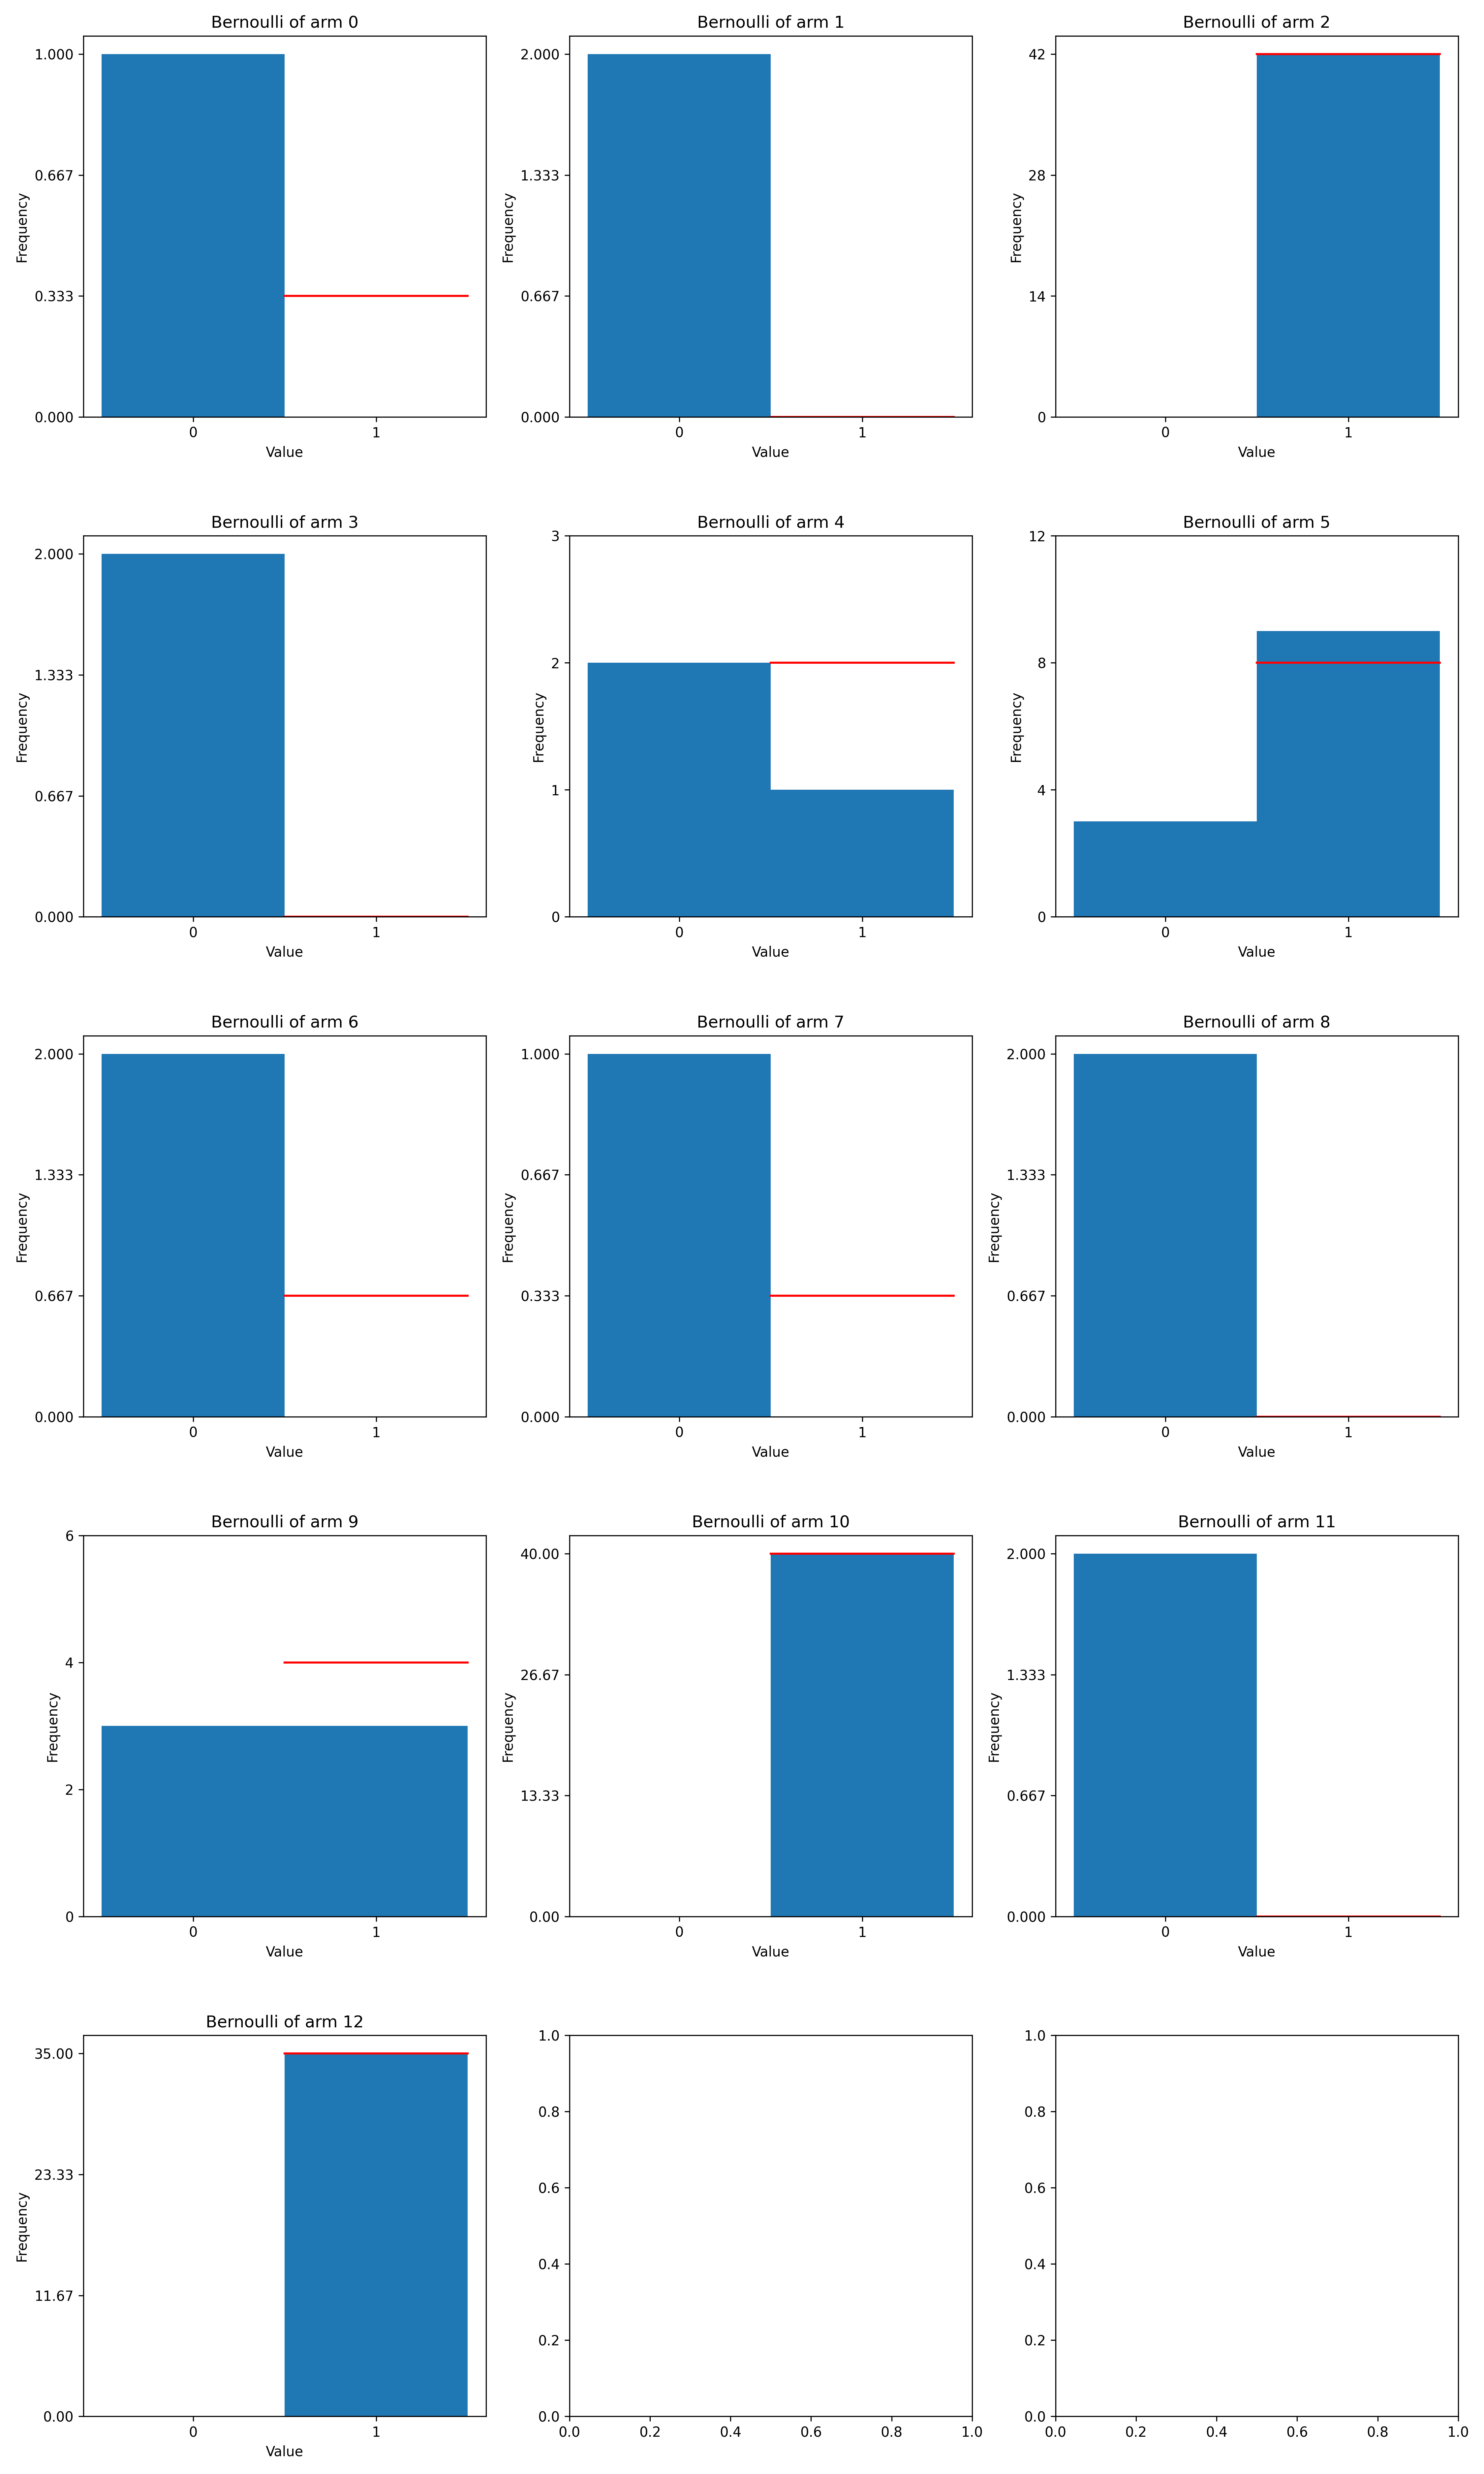 Bernoulli of arm 0
1.000
0.667
0.333
0.000
Frequency
0 1
Value
Bernoulli of arm 1
2.000
1.333
0.667
0.000
Frequency
0 1
Value
Bernoulli of arm 2
42
28
14
0
Frequency
0 1
Value
Bernoulli of arm 3
2.000
1.333
0.667
0.000
Frequency
0 1
Value
Bernoulli of arm 4
3
2
1
0
Frequency
0 1
Value
Bernoulli of arm 5
12
8
4
0
Frequency
0 1
Value
Bernoulli of arm 6
2.000
1.333
0.667
0.000
Frequency
0 1
Value
Bernoulli of arm 7
1.000
0.667
0.333
0.000
Frequency
0 1
Value
Bernoulli of arm 8
2.000
1.333
0.667
0.000
Frequency
0 1
Value
Bernoulli of arm 9
6
4
2
0
Frequency
0 1
Value
Bernoulli of arm 10
40.00
26.67
13.33
0.00
Frequency
0 1
Value
Bernoulli of arm 11
2.000
1.333
0.667
0.000
Frequency
0 1
Value
Bernoulli of arm 12
35.00
23.33
11.67
0.00
Frequency
0 1
Value
1.0
0.8
0.6
0.4
0.2
0.0
0.0 0.2 0.4 0.6 0.8 1.0
1.0
0.8
0.6
0.4
0.2
0.0
0.0 0.2 0.4 0.6 0.8 1.0